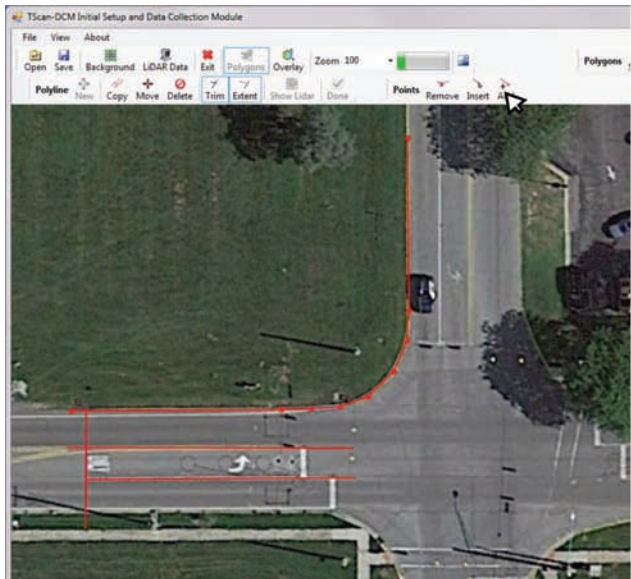 TScan-DCM Initial Setup and Data Collection Module
File View About
Open Save Background LiDAR Data Exit Polygons Overlay Zoom 100 Polygons
Polyline New Copy Move Delete Trim Extent Show Lidar Done Points Remove Insert